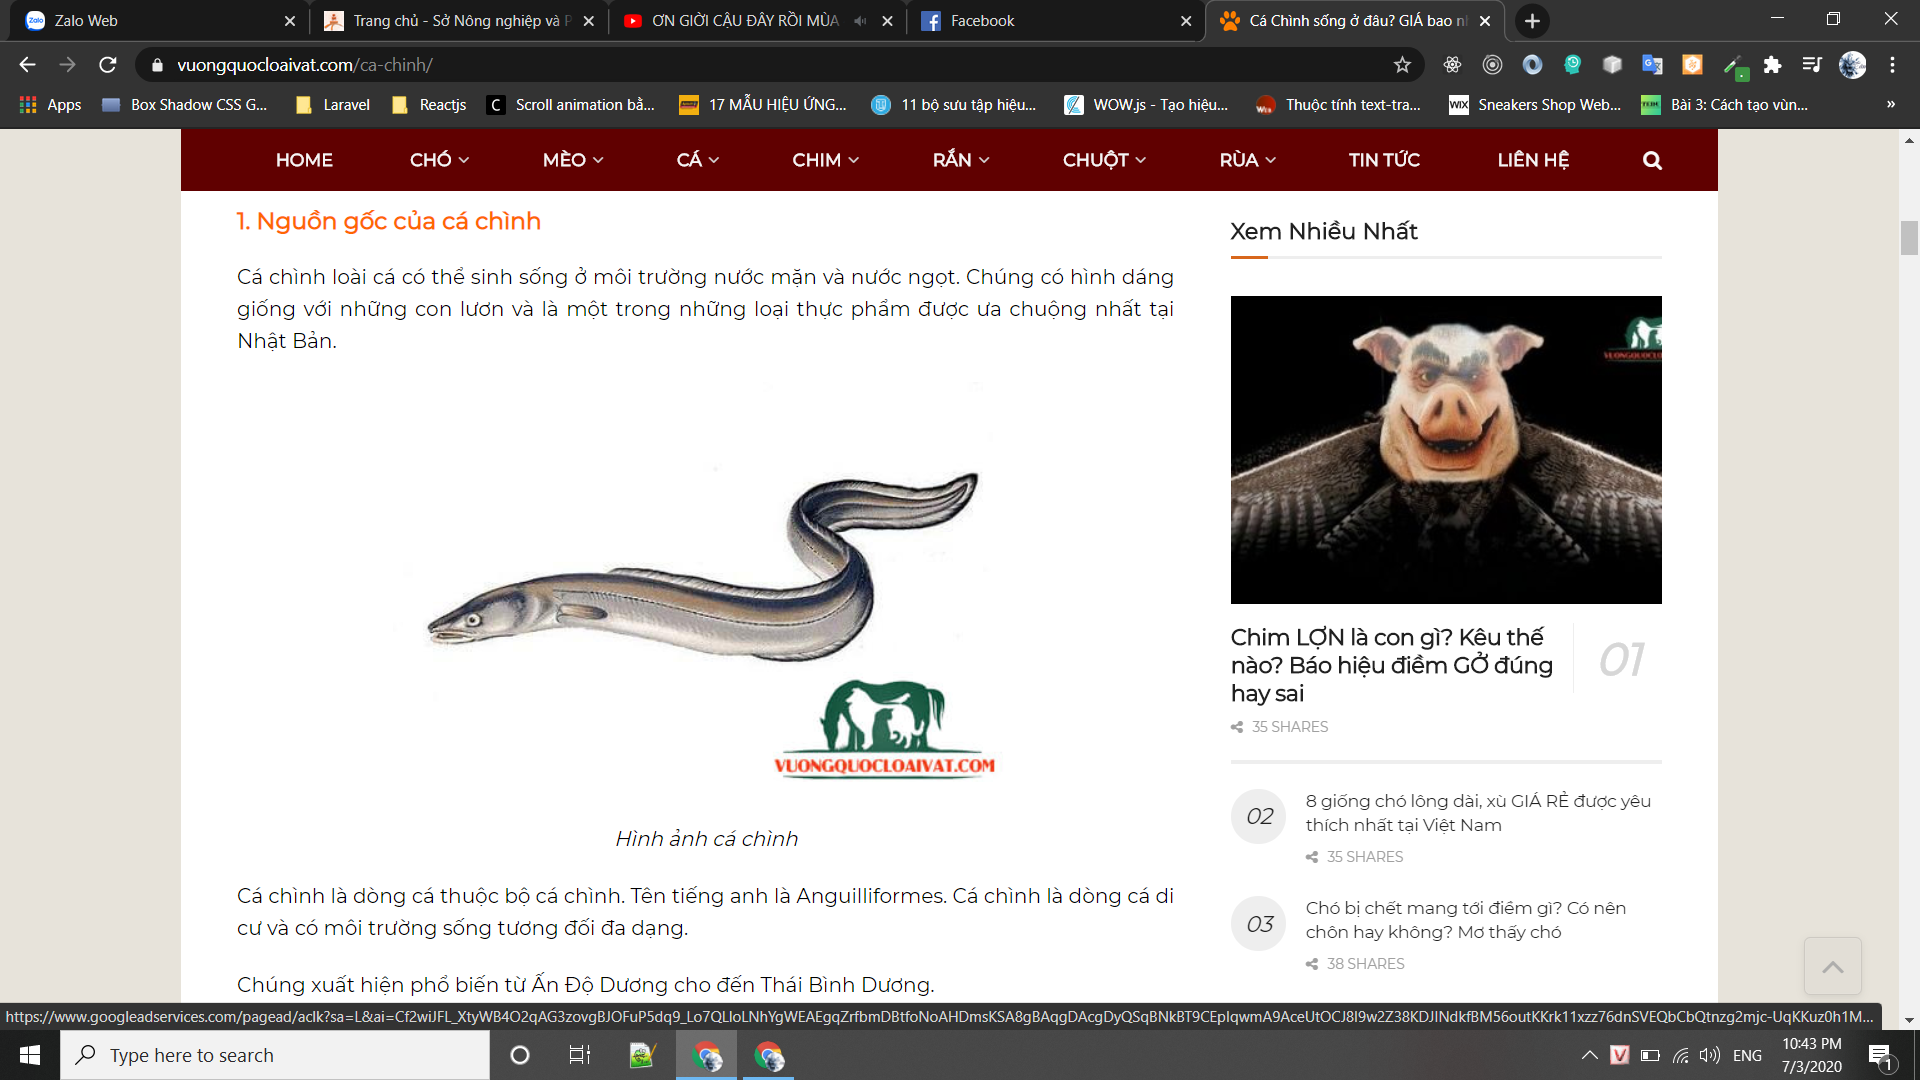 Zalo Web
Trang chủ - Sở Nông nghiệp và P
ƠN GIỜI CẬU ĐÂY RỒI MÙA
Facebook
Cá Chình sống ở đâu? GIÁ bao nh
vuongquocloaivat.com/ca-chinh/
Apps
Box Shadow CSS G...
Laravel
Reactjs
Scroll animation bằ...
17 MẪU HIỆU ỨNG...
11 bộ sưu tập hiệu...
WOW.js - Tạo hiệu...
Thuộc tính text-tra...
WIX
Sneakers Shop Web...
Bài 3: Cách tạo vùn...
»
HOME
CHÓ
MÈO
CÁ
CHIM
RẮN
CHUỘT
RÙA
TIN TỨC
LIÊN HỆ
1. Nguồn gốc của cá chình
Cá chình loài cá có thể sinh sống ở môi trường nước mặn và nước ngọt. Chúng có hình dáng
giống với những con lươn và là một trong những loại thực phẩm được ưa chuộng nhất tại
Nhật Bản.
VUONGQUOCLOAIVAT.COM
Hình ảnh cá chình
Cá chình là dòng cá thuộc bộ cá chình. Tên tiếng anh là Anguilliformes. Cá chình là dòng cá di
cư và có môi trường sống tương đối đa dạng.
Chúng xuất hiện phổ biến từ Ấn Độ Dương cho đến Thái Bình Dương.
Xem Nhiều Nhất
Chim LỢN là con gì? Kêu thế
nào? Báo hiệu điềm GỞ đúng
hay sai
01
35 SHARES
02
8 giống chó lông dài, xù GIÁ RẺ được yêu
thích nhất tại Việt Nam
35 SHARES
03
Chó bị chết mang tới điềm gì? Có nên
chôn hay không? Mơ thấy chó
38 SHARES
Type here to search
ENG
10:43 PM
7/3/2020
1